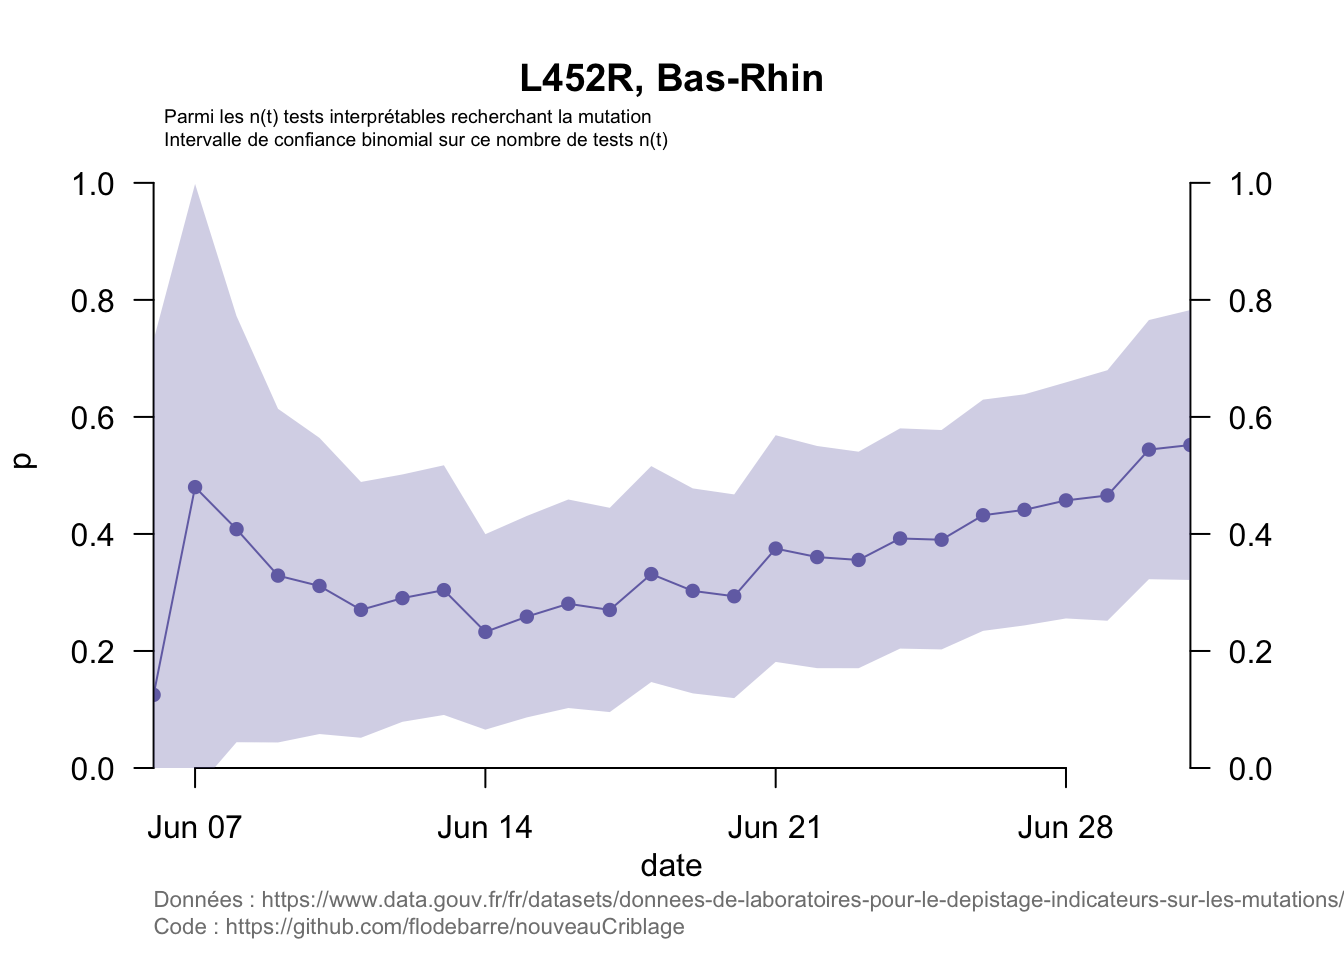 L452R, Bas-Rhin
Parmi les n(t) tests interprétables recherchant la mutation
Intervalle de confiance binomial sur ce nombre de tests n(t)
1.0
0.8
0.6
0.4
0.2
0.0
p
1.0
0.8
0.6
0.4
0.2
0.0
Jun 07 Jun 14 Jun 21 Jun 28
date
Données : https://www.data.gouv.fr/fr/datasets/donnees-de-laboratoires-pour-le-depistage-indicateurs-sur-les-mutations/
Code : https://github.com/flodebarre/nouveauCriblage